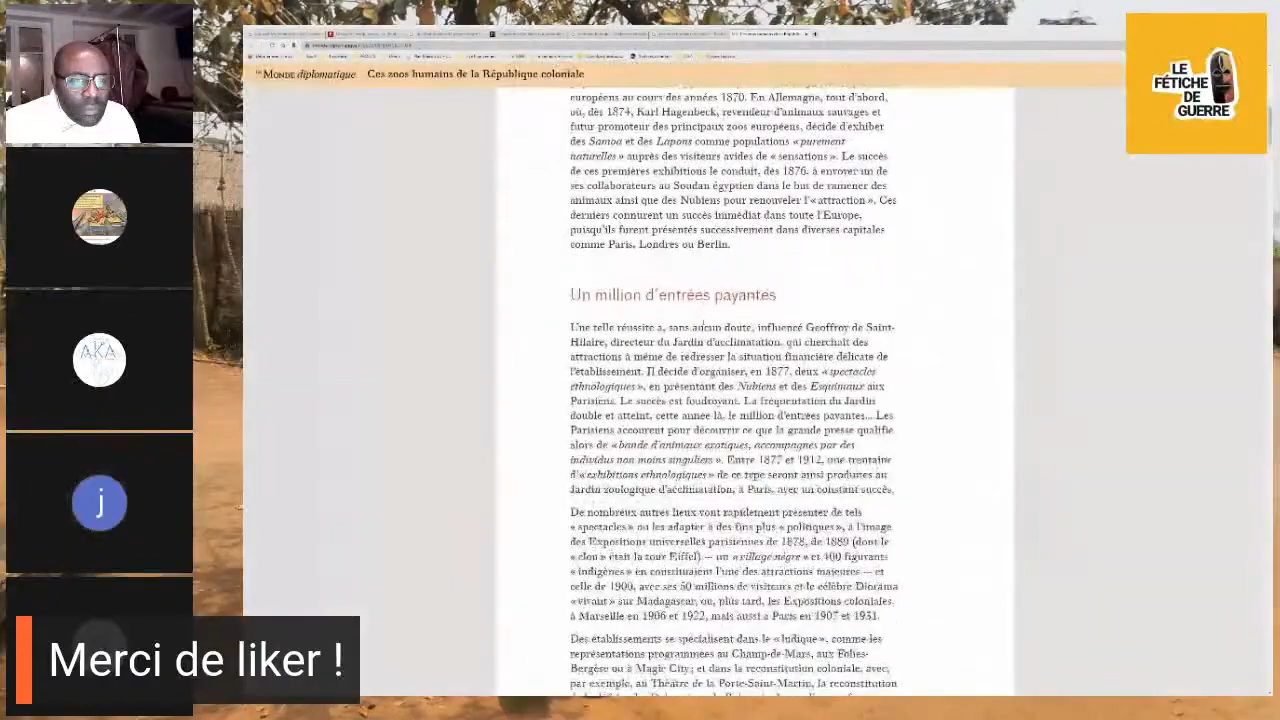 LE
FÉTICHE
DE
GUERRE
LE MONDE diplomatique Ces zoos humains de la République coloniale
européens au cours des années 1870. En Allemagne, tout d'abord,
où, dès 1874, Karl Hagenbeck, revendeur d'animaux sauvages et
futur promoteur des principaux zoos européens, décide d'exhiber
des Samoa et des Lapons comme populations « purement
naturelles » auprès des visiteurs avides de « sensations ». Le succès
de ces premières exhibitions le conduit, dès 1876, à envoyer un de
ses collaborateurs au Soudan égyptien dans le but de ramener des
animaux ainsi que des Nubiens pour renouveler l'« attraction ». Ces
derniers connurent un succès immédiat dans toute l'Europe,
puisqu'ils furent présentés successivement dans diverses capitales
comme Paris, Londres ou Berlin.
Un million d'entrées payantes
Une telle réussite a, sans aucun doute, influencé Geoffroy de Saint-
Hilaire, directeur du Jardin d'acclimatation, qui cherchait des
attractions à même de redresser la situation financière délicate de
l'établissement. Il décide d'organiser, en 1877, deux « spectacles
ethnologiques », en présentant des Nubiens et des Esquimaux aux
Parisiens. Le succès est foudroyant. La fréquentation du Jardin
double et atteint, cette année-là, le million d'entrées payantes... Les
Parisiens accourent pour découvrir ce que la grande presse qualifie
alors de « bande d'animaux exotiques, accompagnés par des
individus non moins singuliers ». Entre 1877 et 1912, une trentaine
d'« exhibitions ethnologiques » de ce type seront ainsi produites au
Jardin zoologique d'acclimatation, à Paris, avec un constant succès.
De nombreux autres lieux vont rapidement présenter de tels
« spectacles » ou les adapter à des fins plus « politiques », à l'image
des Expositions universelles parisiennes de 1878, de 1889 (dont le
« clou » était la tour Eiffel) — un « village nègre » et 400 figurants
« indigènes » en constituaient l'une des attractions majeures — et
celle de 1900, avec ses 50 millions de visiteurs et le célèbre Diorama
« vivant » sur Madagascar, ou, plus tard, les Expositions coloniales,
à Marseille en 1906 et 1922, mais aussi à Paris en 1907 et 1931.
Des établissements se spécialisent dans le « ludique », comme les
représentations programmées au Champ-de-Mars, aux Folies-
Bergère ou à Magic City ; et dans la reconstitution coloniale, avec,
par exemple, au Théâtre de la Porte-Saint-Martin, la reconstitution
AKA
j
Merci de liker !